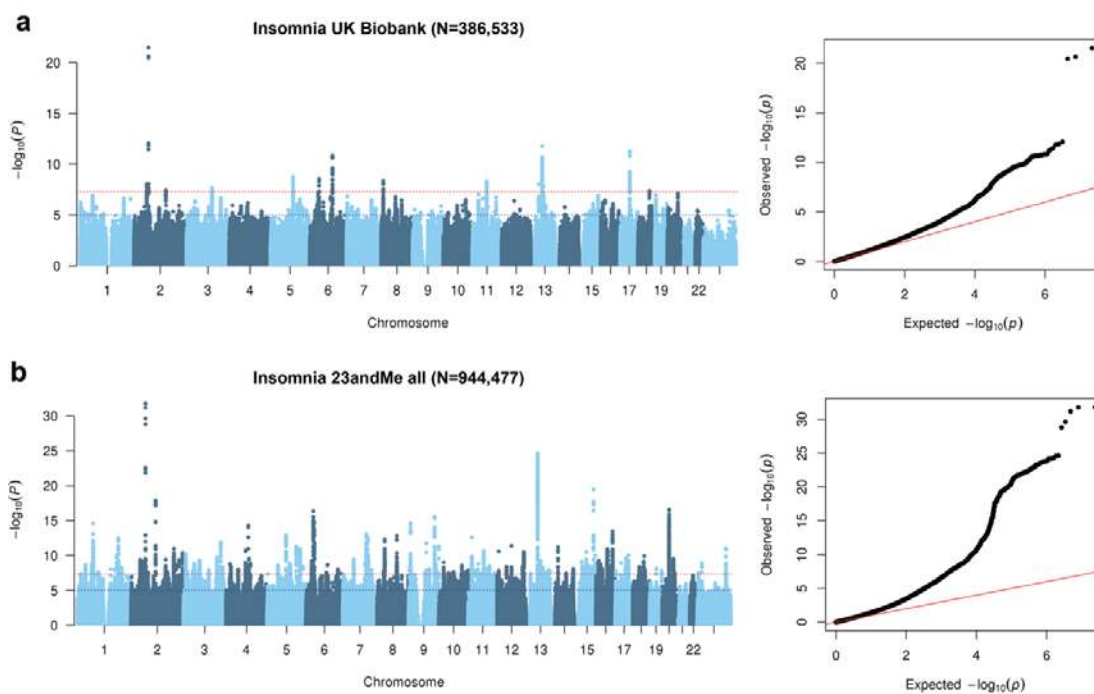 a
Insomnia UK Biobank (N=386,533)
−log10(P)
20
15
10
5
0
1 2 3 4 5 6 7 8 9 10 11 12 13 15 17 19 22
Chromosome
Observed −log10(p)
20
15
10
5
0
0 2 4 6
Expected −log10(p)
b
Insomnia 23andMe all (N=944,477)
−log10(P)
30
25
20
15
10
5
0
1 2 3 4 5 6 7 8 9 10 11 12 13 15 17 19 22
Chromosome
Observed −log10(p)
30
25
20
15
10
5
0
0 2 4 6
Expected −log10(p)